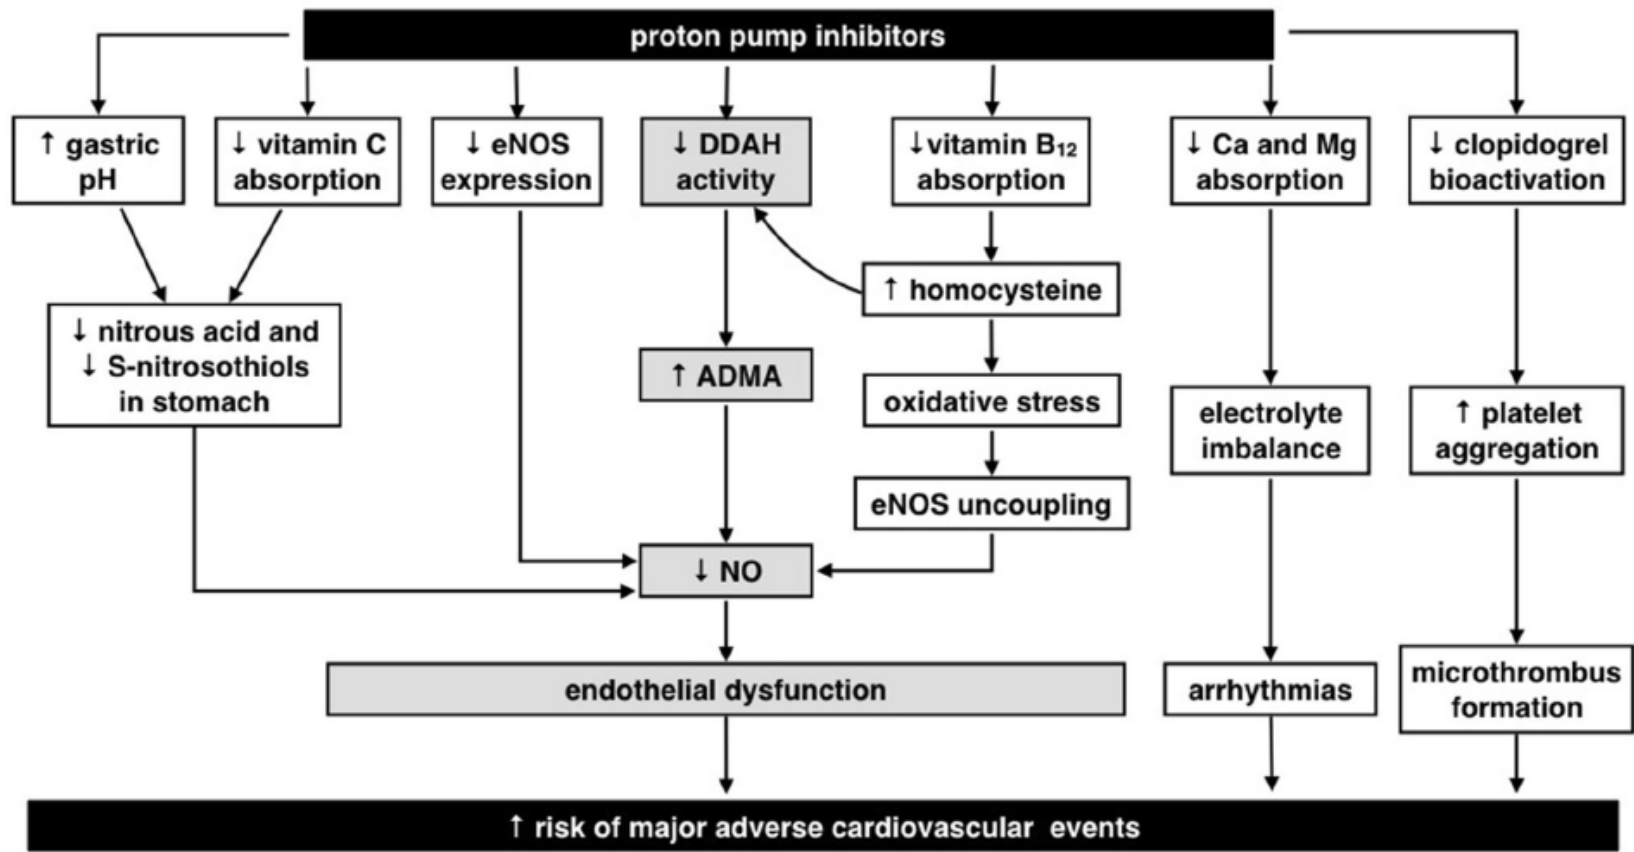 proton pump inhibitors
↑ gastric
pH
↓ vitamin C
absorption
↓ eNOS
expression
↓ DDAH
activity
↓vitamin B₁₂
absorption
↓ Ca and Mg
absorption
↓ clopidogrel
bioactivation
↑ homocysteine
↓ nitrous acid and
↓ S-nitrosothiols
in stomach
↑ ADMA
oxidative stress
electrolyte
imbalance
↑ platelet
aggregation
eNOS uncoupling
↓ NO
endothelial dysfunction
arrhythmias
microthrombus
formation
↑ risk of major adverse cardiovascular events